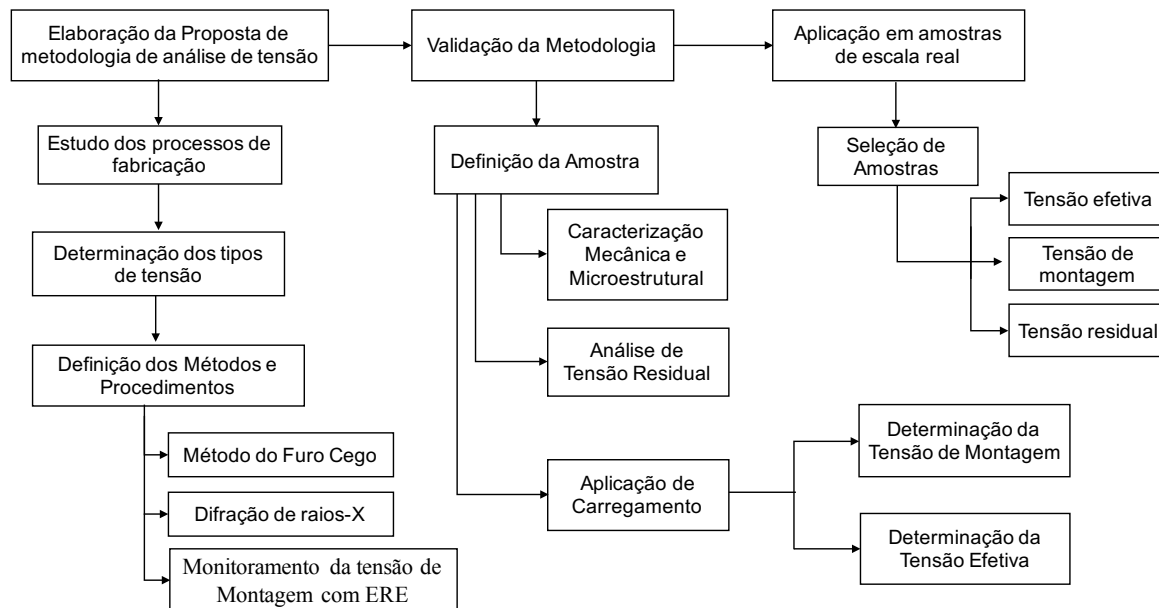 Elaboração da Proposta de
metodologia de análise de tensão
Validação da Metodologia
Aplicação em amostras
de escala real
Estudo dos processos de
fabricação
Determinação dos tipos
de tensão
Definição dos Métodos e
Procedimentos
Método do Furo Cego
Difração de raios-X
Monitoramento da tensão de
Montagem com ERE
Definição da Amostra
Caracterização
Mecânica e
Microestrutural
Análise de
Tensão Residual
Aplicação de
Carregamento
Determinação da
Tensão de Montagem
Determinação da
Tensão Efetiva
Seleção de
Amostras
Tensão efetiva
Tensão de
montagem
Tensão residual